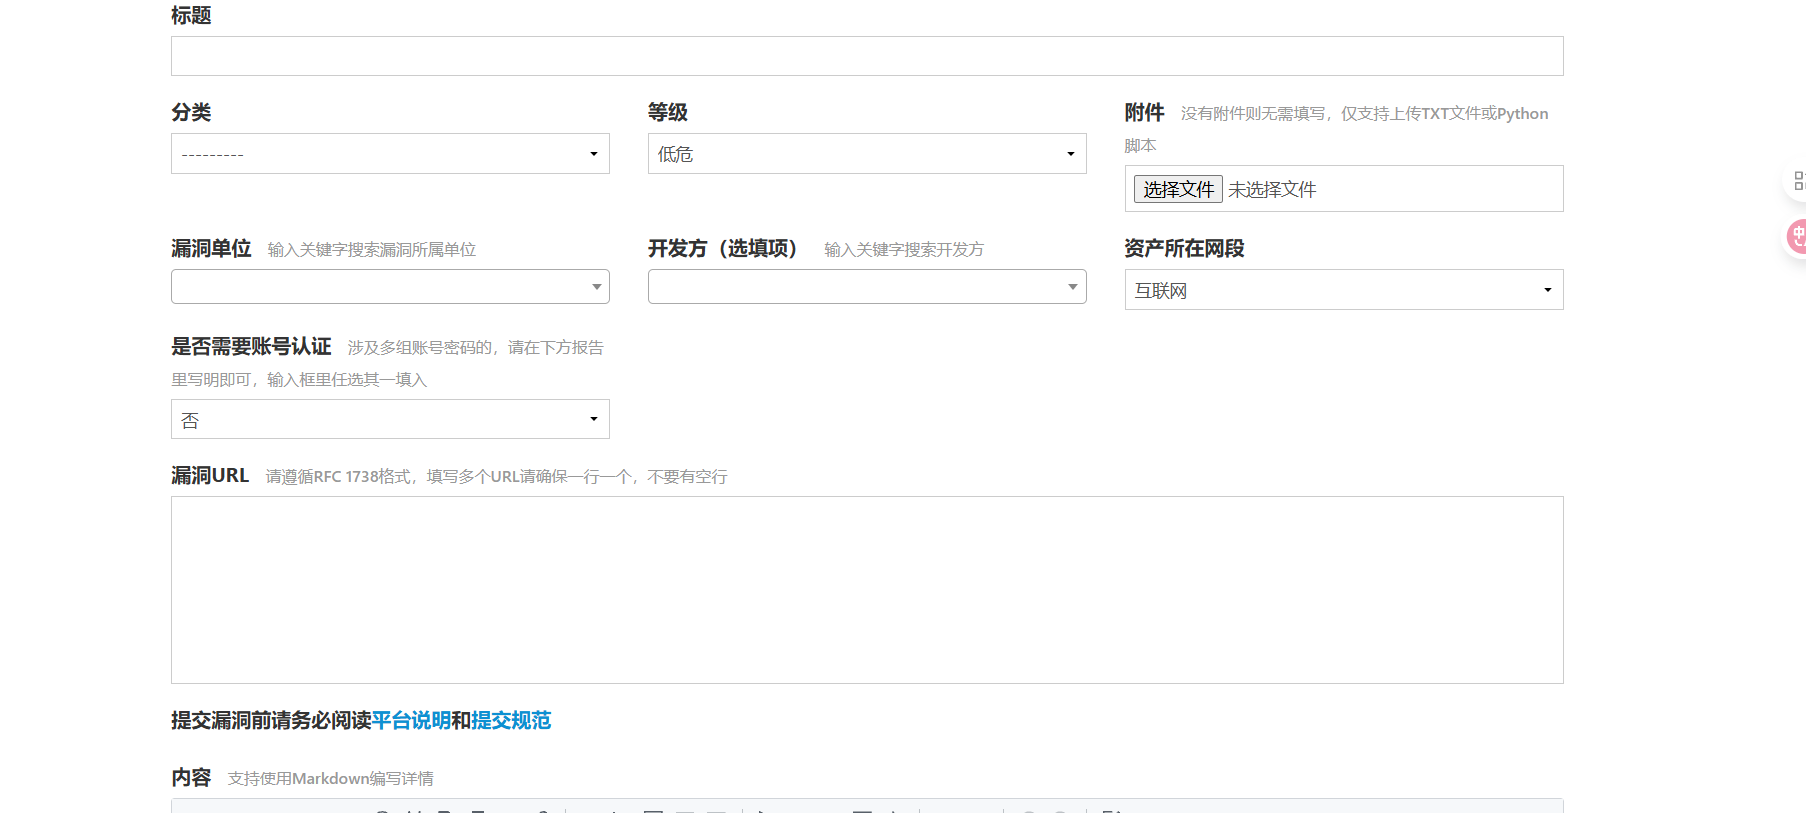 标题
分类
等级
附件 没有附件则无需填写，仅支持上传TXT文件或Python
脚本
---------
低危
选择文件 未选择文件
漏洞单位 输入关键字搜索漏洞所属单位
开发方（选填项） 输入关键字搜索开发方
资产所在网段
互联网
是否需要账号认证 涉及多组账号密码的，请在下方报告
里写明即可，输入框里任选其一填入
否
漏洞URL 请遵循RFC 1738格式，填写多个URL请确保一行一个，不要有空行
提交漏洞前请务必阅读平台说明和提交规范
内容 支持使用Markdown编写详情
中